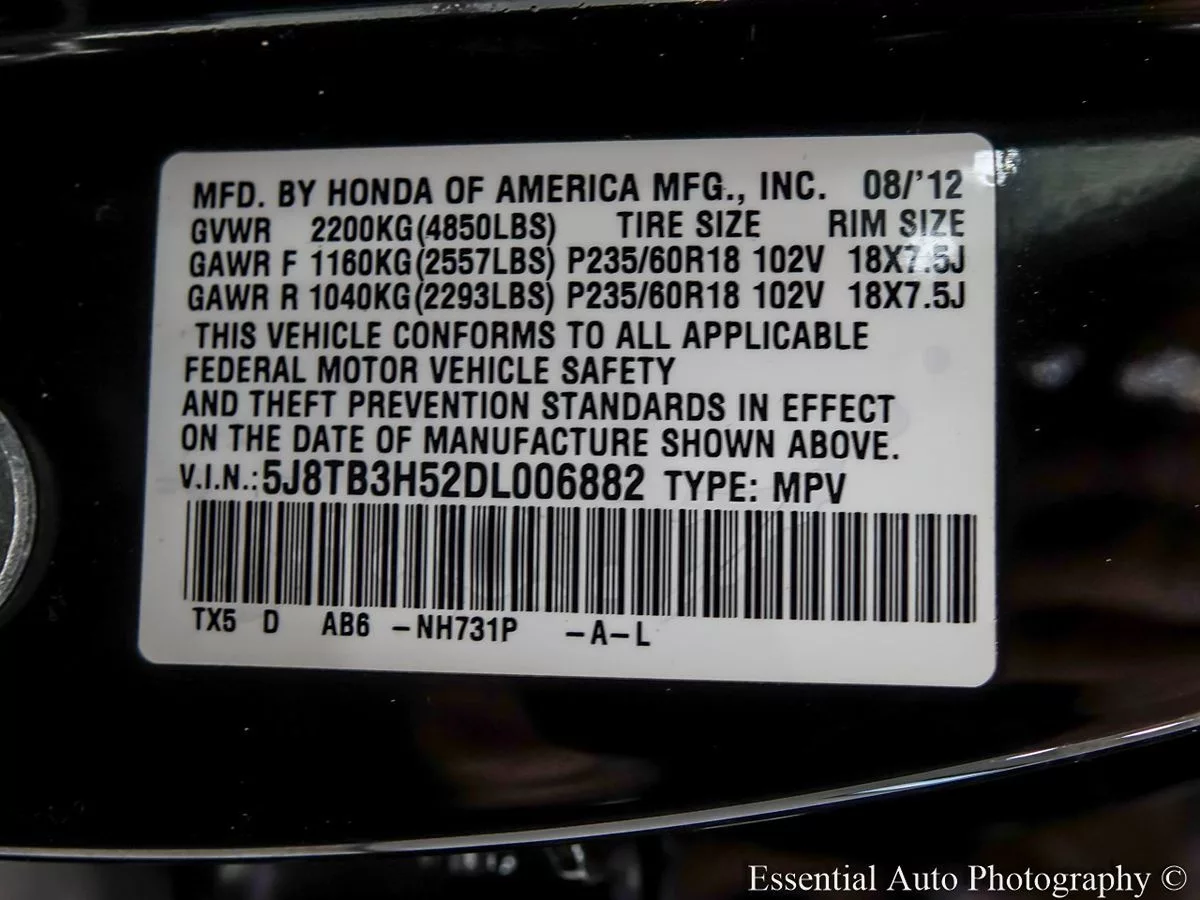 MFD. BY HONDA OF AMERICA MFG., INC. 08/'12
GVWR 2200KG(4850LBS) TIRE SIZE RIM SIZE
GAWR F 1160KG(2557LBS) P235/60R18 102V 18X7.5J
GAWR R 1040KG(2293LBS) P235/60R18 102V 18X7.5J
THIS VEHICLE CONFORMS TO ALL APPLICABLE
FEDERAL MOTOR VEHICLE SAFETY
AND THEFT PREVENTION STANDARDS IN EFFECT
ON THE DATE OF MANUFACTURE SHOWN ABOVE.
V.I.N.:5J8TB3H52DL006882 TYPE: MPV
TX5 D AB6 -NH731P -A-L
Essential Auto Photography ©